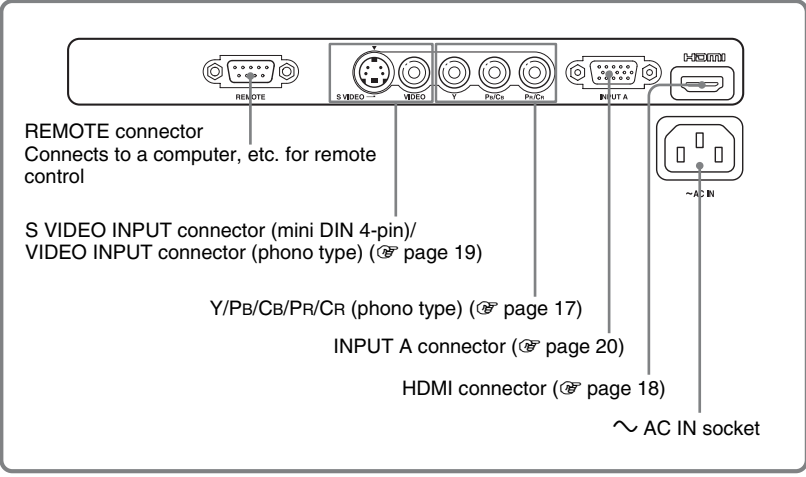 HDMI
REMOTE
S VIDEO→
VIDEO
Y
PB/CB
PR/CR
INPUT A
REMOTE connector
Connects to a computer, etc. for remote
control
~ AC IN
S VIDEO INPUT connector (mini DIN 4-pin)/
VIDEO INPUT connector (phono type) (☞ page 19)
Y/PB/CB/PR/CR (phono type) (☞ page 17)
INPUT A connector (☞ page 20)
HDMI connector (☞ page 18)
~ AC IN socket